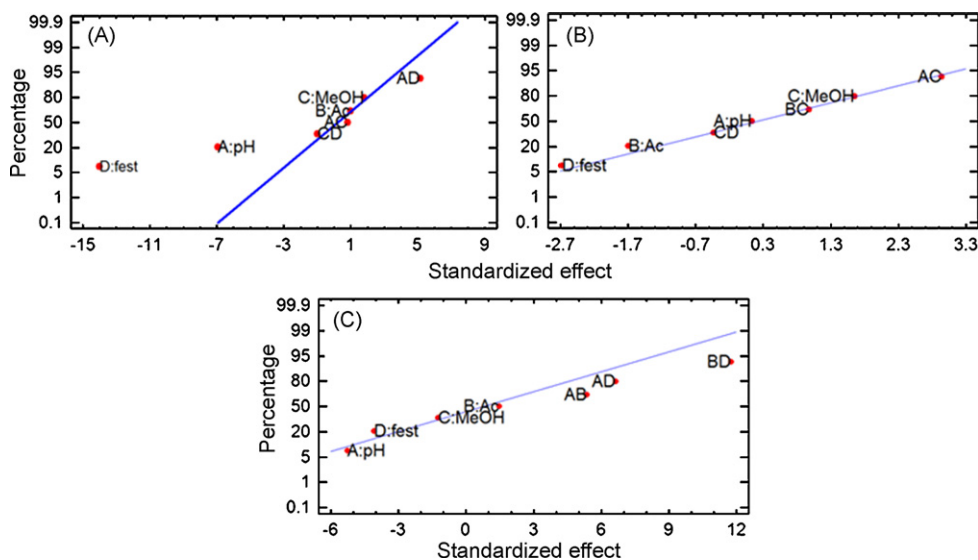 (A)
99.9
99
95
80
50
20
5
1
0.1
Percentage
AD
C:MeOH
B:Ac
CD
A:pH
D:fest
-15 -11 -7 -3 1 5 9
Standardized effect
(B)
99.9
99
95
80
50
20
5
1
0.1
AC
C:MeOH
BC
A:pH
CD
B:Ac
D:fest
-2.7 -1.7 -0.7 0.3 1.3 2.3 3.3
Standardized effect
(C)
99.9
99
95
80
50
20
5
1
0.1
Percentage
BD
AD
AB
B:Ac
C:MeOH
D:fest
A:pH
-6 -3 0 3 6 9 12
Standardized effect